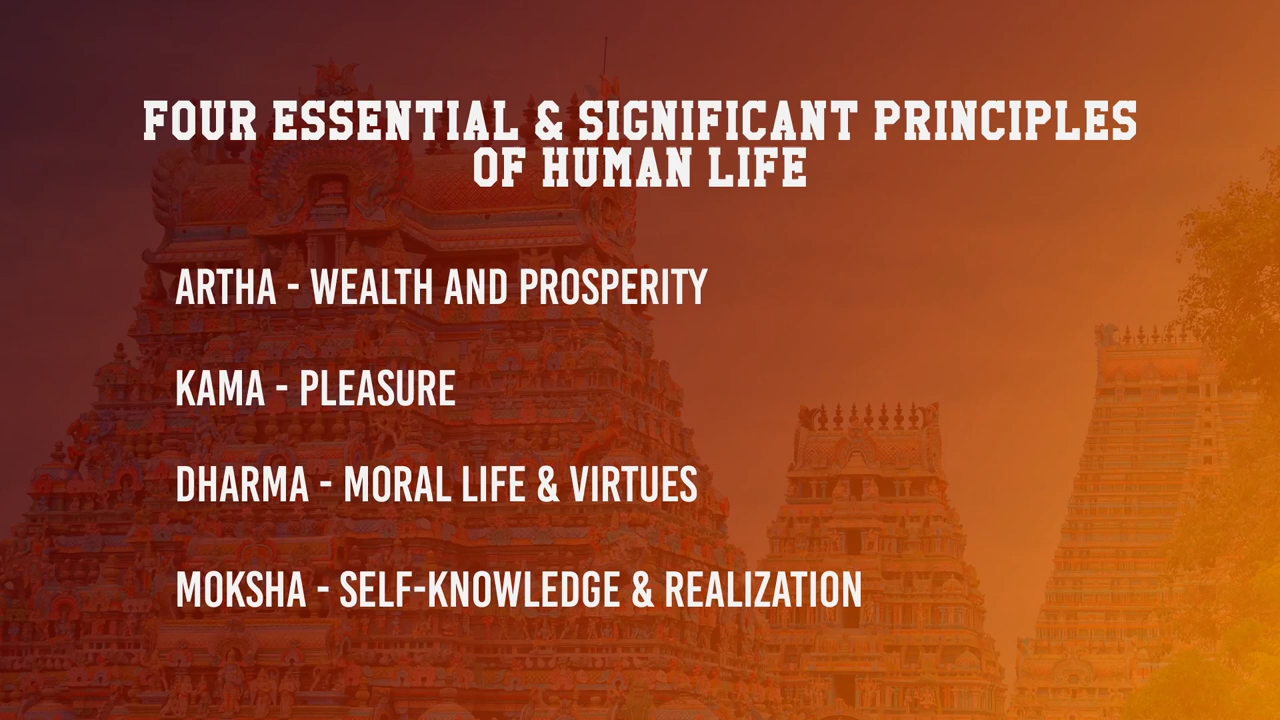 FOUR ESSENTIAL & SIGNIFICANT PRINCIPLES
OF HUMAN LIFE
ARTHA - WEALTH AND PROSPERITY
KAMA - PLEASURE
DHARMA - MORAL LIFE & VIRTUES
MOKSHA - SELF-KNOWLEDGE & REALIZATION